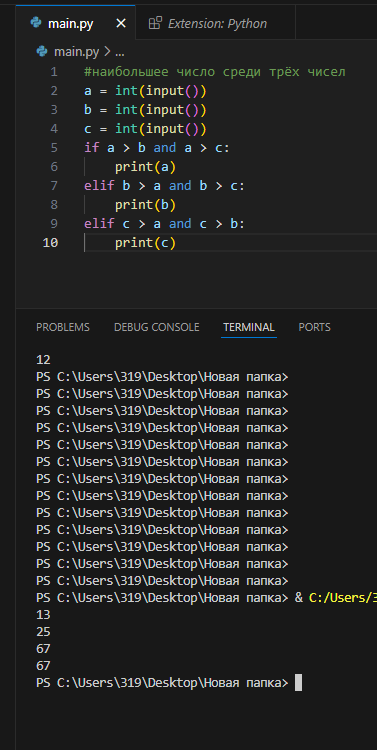 main.py × Extension: Python
main.py > ...
1 #наибольшее число среди трёх чисел
2 a = int(input())
3 b = int(input())
4 c = int(input())
5 if a > b and a > c:
6 print(a)
7 elif b > a and b > c:
8 print(b)
9 elif c > a and c > b:
10 print(c)
PROBLEMS DEBUG CONSOLE TERMINAL PORTS
12
PS C:\Users\319\Desktop\Новая папка>
PS C:\Users\319\Desktop\Новая папка>
PS C:\Users\319\Desktop\Новая папка>
PS C:\Users\319\Desktop\Новая папка>
PS C:\Users\319\Desktop\Новая папка>
PS C:\Users\319\Desktop\Новая папка>
PS C:\Users\319\Desktop\Новая папка>
PS C:\Users\319\Desktop\Новая папка>
PS C:\Users\319\Desktop\Новая папка>
PS C:\Users\319\Desktop\Новая папка>
PS C:\Users\319\Desktop\Новая папка>
PS C:\Users\319\Desktop\Новая папка>
PS C:\Users\319\Desktop\Новая папка>
PS C:\Users\319\Desktop\Новая папка> & C:/Users/3
13
25
67
67
PS C:\Users\319\Desktop\Новая папка>